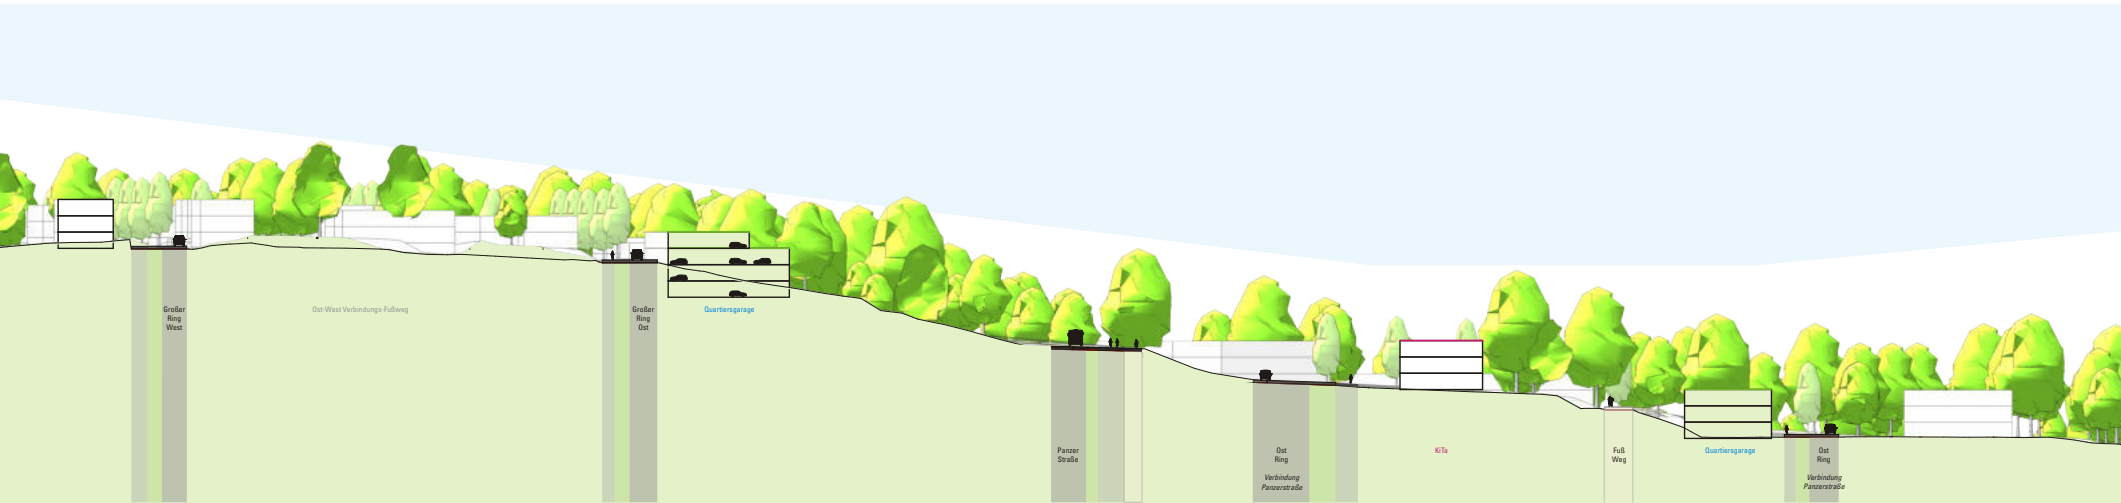 Großer
Ring
West
Ost-West Verbindungs-Fußweg
Großer
Ring
Ost
Quartiersgarage
Panzer
Straße
Ost
Ring
Verbindung
Panzerstraße
KiTa
Fuß
Weg
Quartiersgarage
Ost
Ring
Verbindung
Panzerstraße